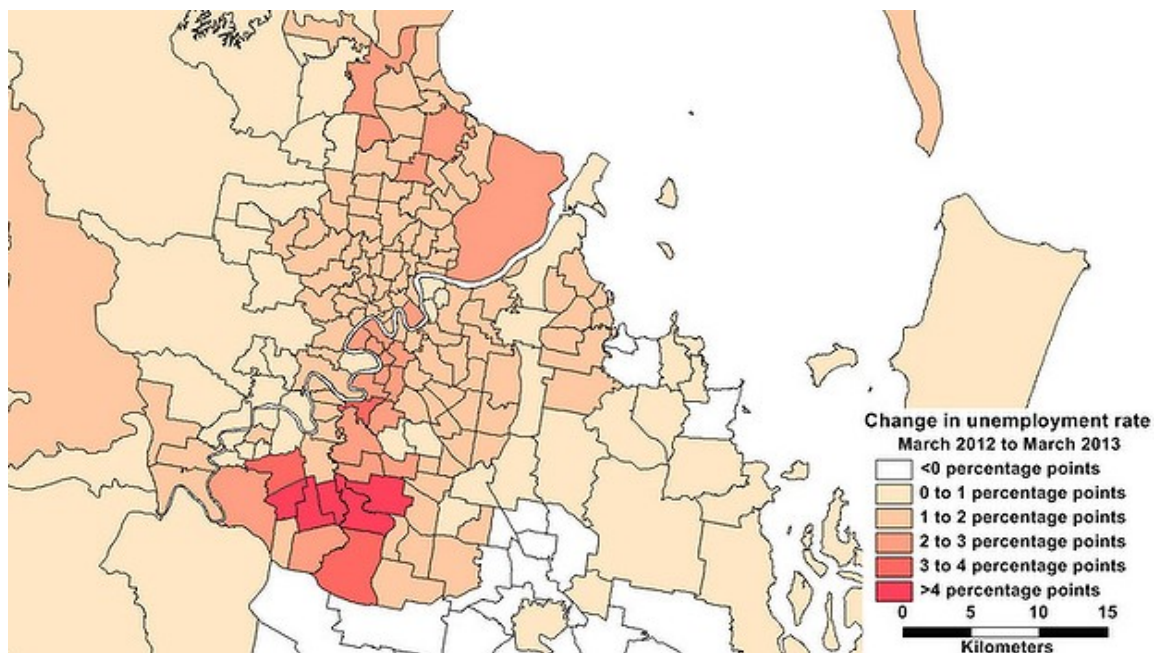 Change in unemployment rate
March 2012 to March 2013
<0 percentage points
0 to 1 percentage points
1 to 2 percentage points
2 to 3 percentage points
3 to 4 percentage points
>4 percentage points
0 5 10 15
Kilometers